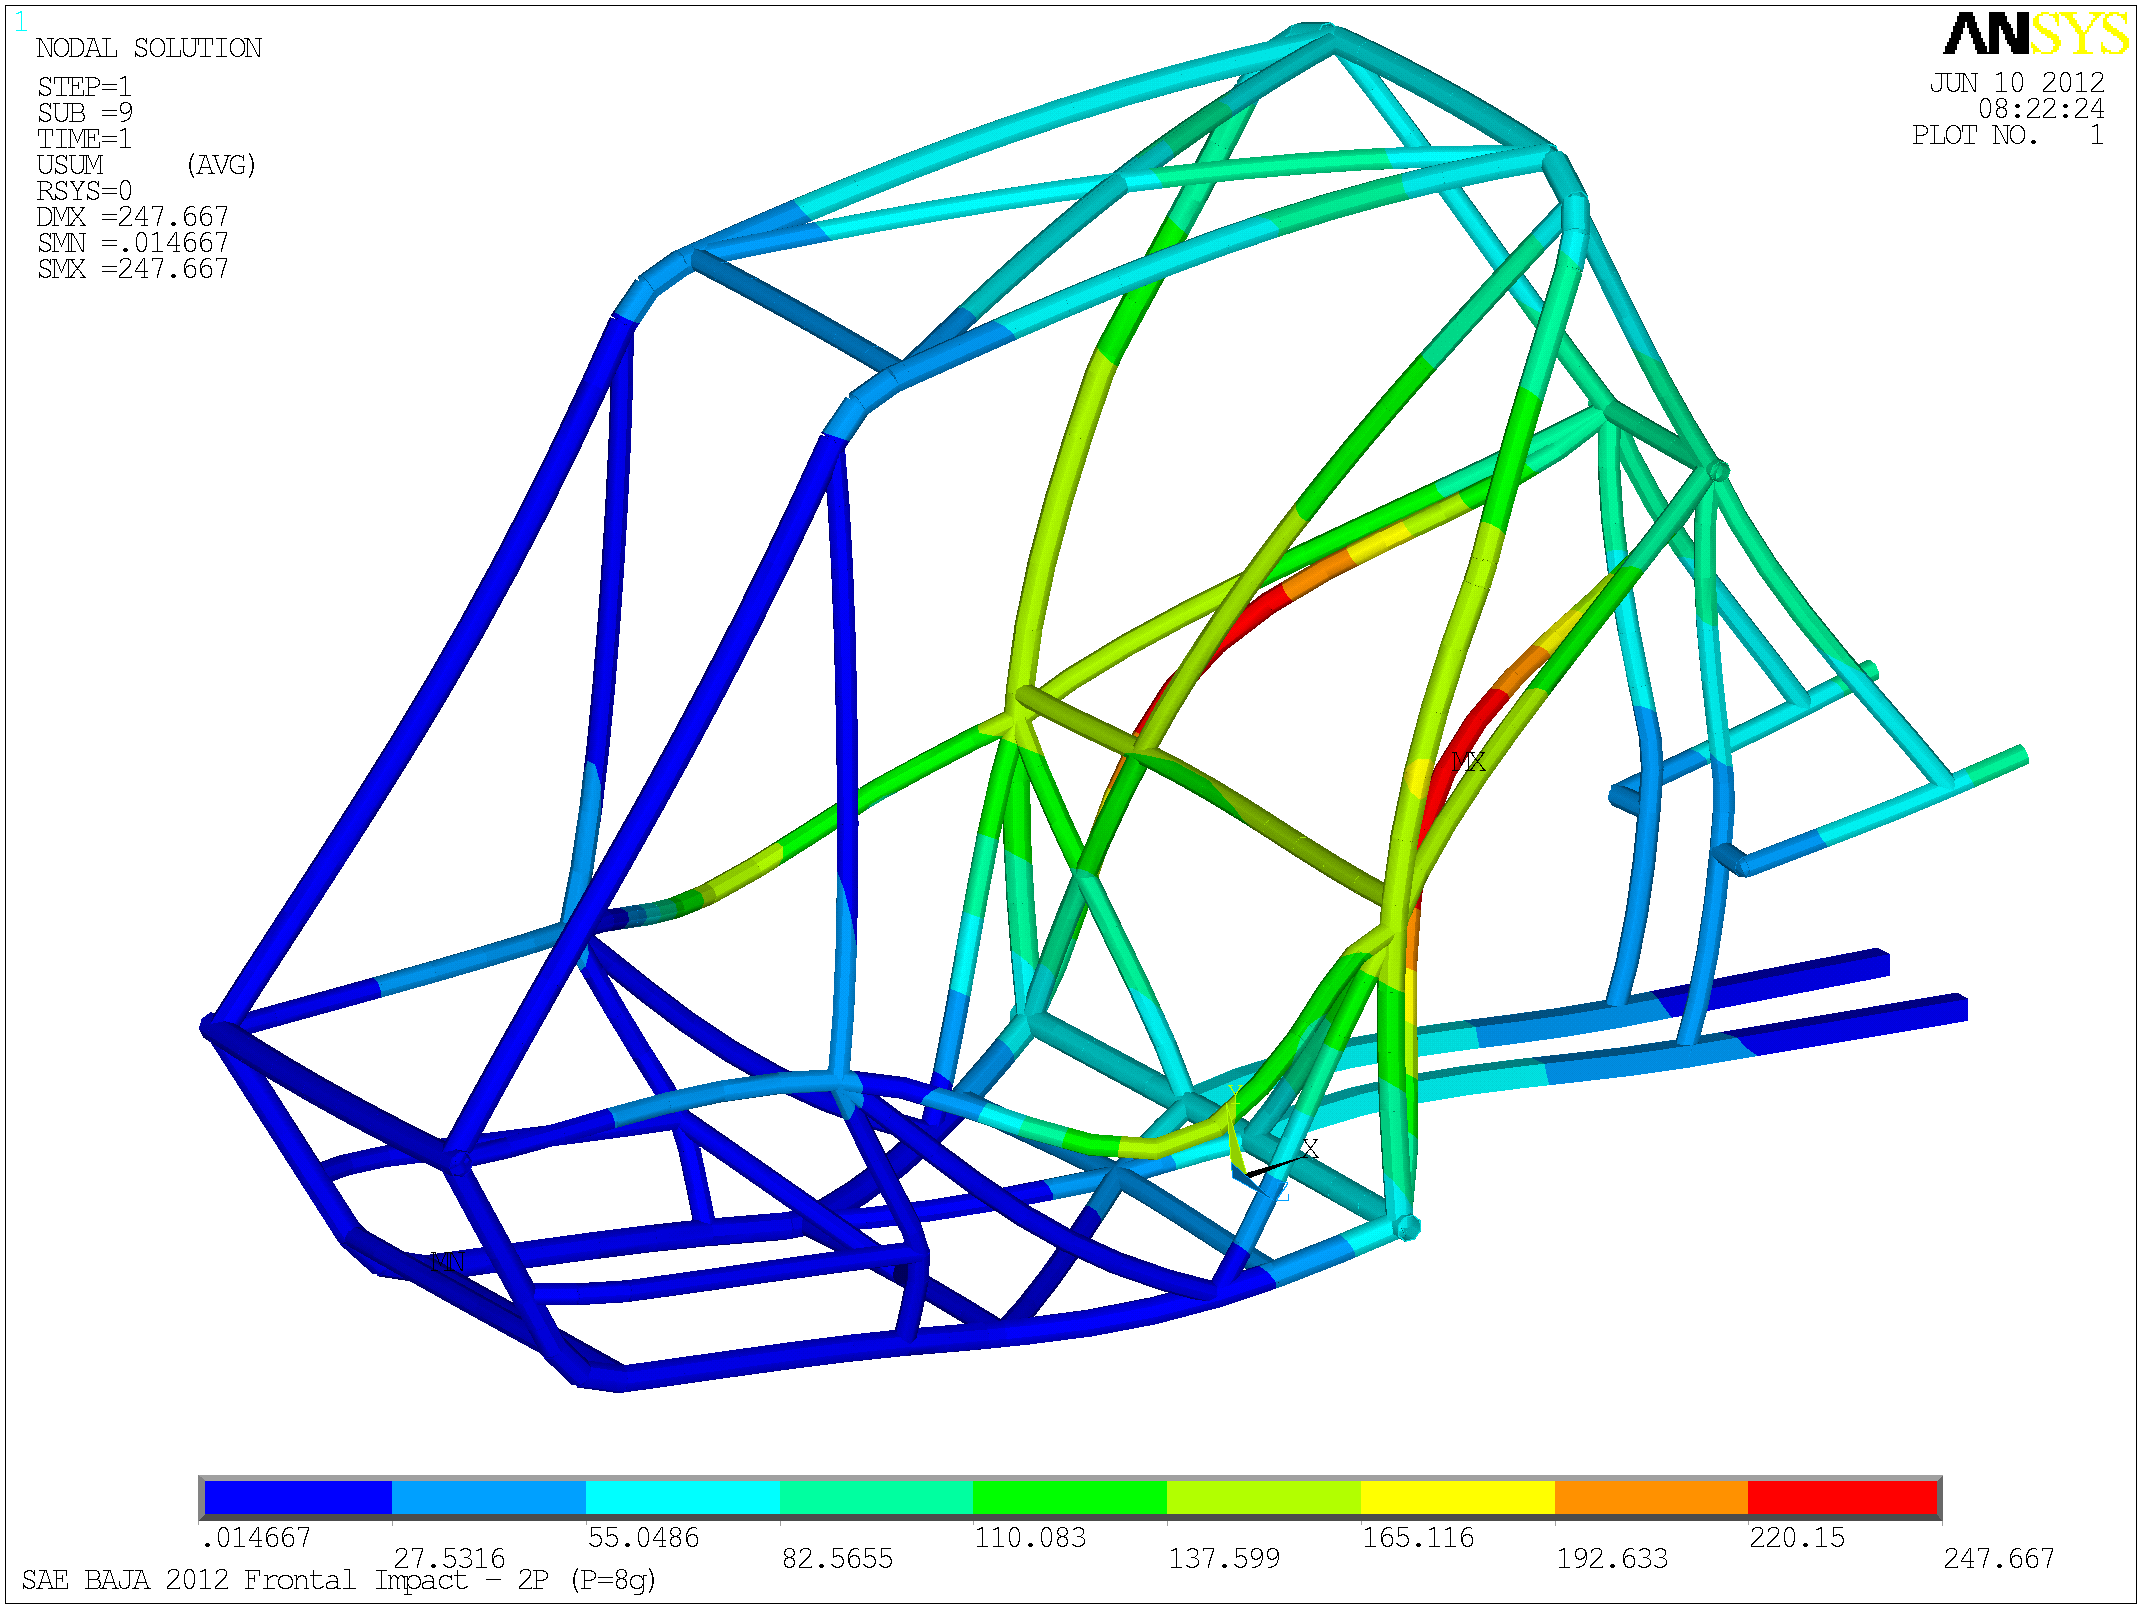 1
NODAL SOLUTION
STEP=1
SUB =9
TIME=1
USUM (AVG)
RSYS=0
DMX =247.667
SMN =.014667
SMX =247.667
ANSYS
JUN 10 2012
08:22:24
PLOT NO. 1
MX
Y
X
Z
MN
.014667
27.5316
55.0486
82.5655
110.083
137.599
165.116
192.633
220.15
247.667
SAE BAJA 2012 Frontal Impact - 2P (P=8g)